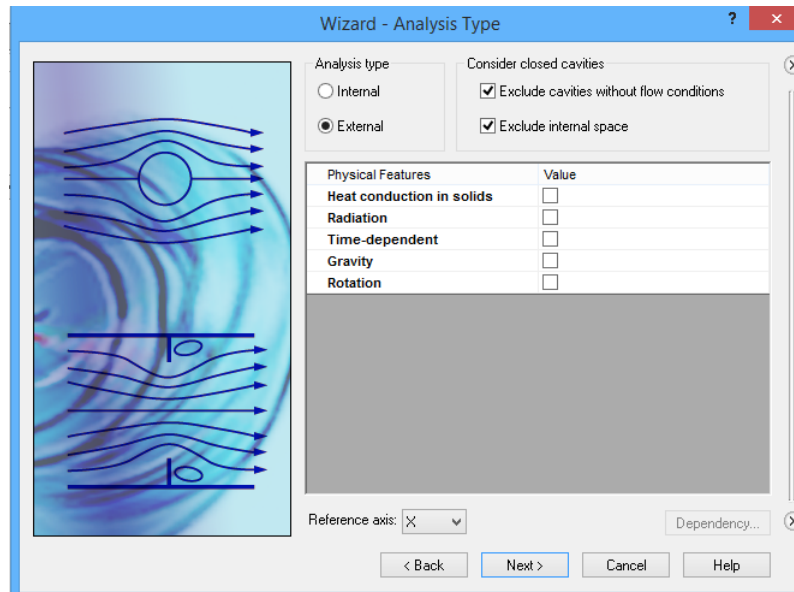 Wizard - Analysis Type
?
×
Analysis type
Consider closed cavities
Internal
Exclude cavities without flow conditions
External
Exclude internal space
Physical Features Value
Heat conduction in solids
Radiation
Time-dependent
Gravity
Rotation
Reference axis: X
Dependency...
< Back Next > Cancel Help